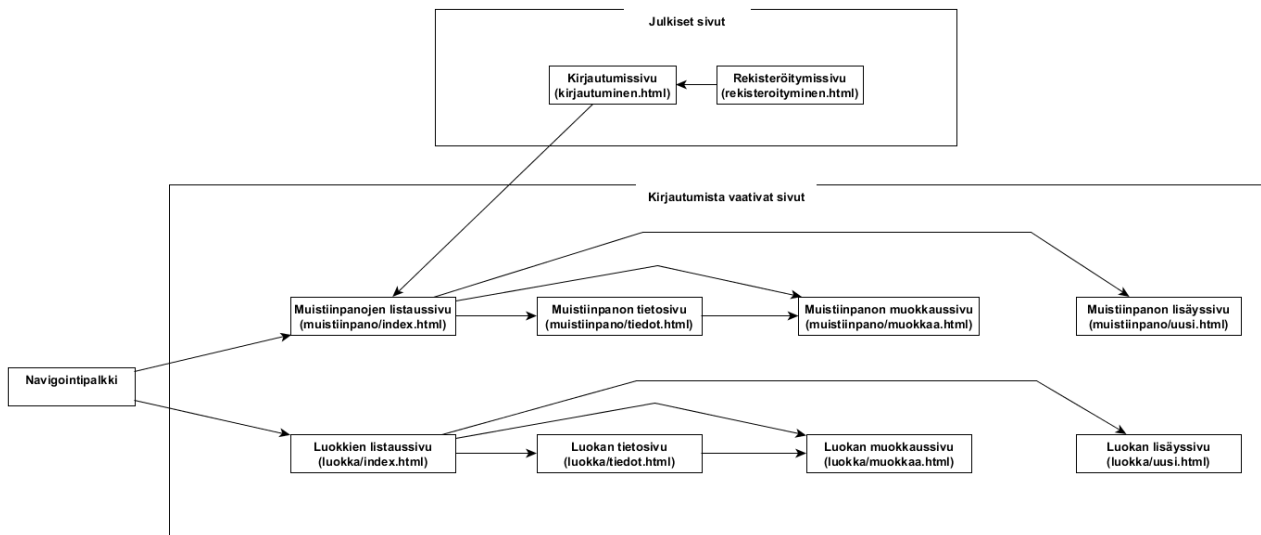 Julkiset sivut
Kirjautumissivu
(kirjautuminen.html)
Rekisteröitymissivu
(rekisteroityminen.html)
Kirjautumista vaativat sivut
Muistiinpanojen listaussivu
(muistiinpano/index.html)
Muistiinpanon tietosivu
(muistiinpano/tiedot.html)
Muistiinpanon muokkaussivu
(muistiinpano/muokkaa.html)
Muistiinpanon lisäyssivu
(muistiinpano/uusi.html)
Navigointipalkki
Luokkien listaussivu
(luokka/index.html)
Luokan tietosivu
(luokka/tiedot.html)
Luokan muokkaussivu
(luokka/muokkaa.html)
Luokan lisäyssivu
(luokka/uusi.html)